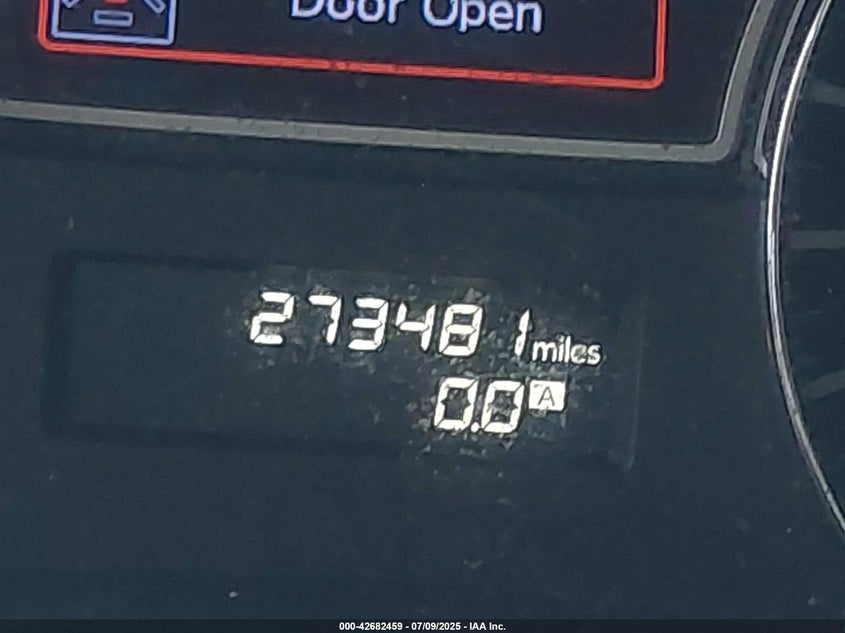 Door Open
273481 miles
0.0 A
000-42682459 - 07/09/2025 - IAA Inc.